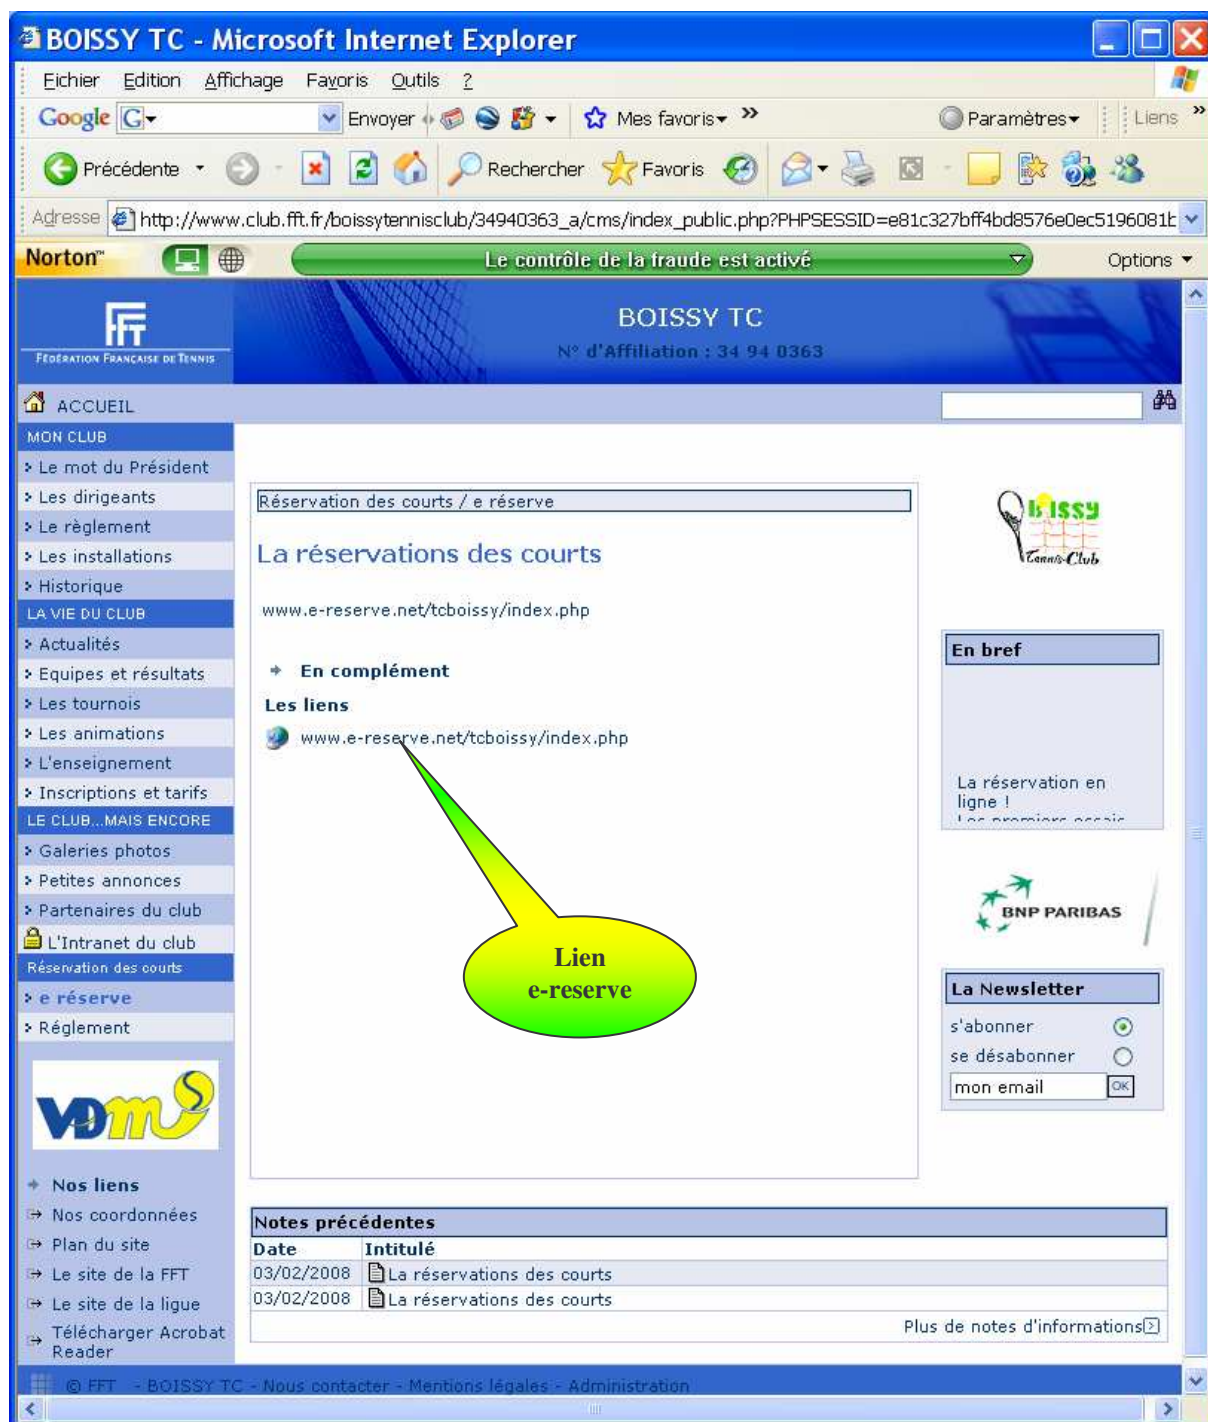 BOISSY TC - Microsoft Internet Explorer
Fichier Edition Affichage Favoris Outils ?
Google G Envoyer Mes favoris » Paramètres Liens »
Précédente Rechercher Favoris
Adresse http://www.club.fft.fr/boissytennisclub/34940363_a/cms/index_public.php?PHPSESSID=e81c327bff4bd8576e0ec5196081b
Norton™ Le contrôle de la fraude est activé Options
FFT
FÉDÉRATION FRANÇAISE DE TENNIS
BOISSY TC
N° d'Affiliation : 34 94 0363
ACCUEIL
MON CLUB
Le mot du Président
Les dirigeants
Le règlement
Les installations
Historique
LA VIE DU CLUB
Actualités
Equipes et résultats
Les tournois
Les animations
L'enseignement
Inscriptions et tarifs
LE CLUB...MAIS ENCORE
Galeries photos
Petites annonces
Partenaires du club
L'Intranet du club
Réservation des courts
e réserve
Réglement
VDM
Nos liens
Nos coordonnées
Plan du site
Le site de la FFT
Le site de la ligue
Télécharger Acrobat
Reader
Réservation des courts / e réserve
La réservations des courts
www.e-reserve.net/tcboissy/index.php
En complément
Les liens
www.e-reserve.net/tcboissy/index.php
Lien
e-reserve
Boissy
Tennis-Club
En bref
La réservation en
ligne !
Les premiers essais
BNP PARIBAS
La Newsletter
s'abonner
se désabonner
mon email OK
Notes précédentes
Date Intitulé
03/02/2008 La réservations des courts
03/02/2008 La réservations des courts
Plus de notes d'informations
© FFT - BOISSY TC - Nous contacter - Mentions légales - Administration